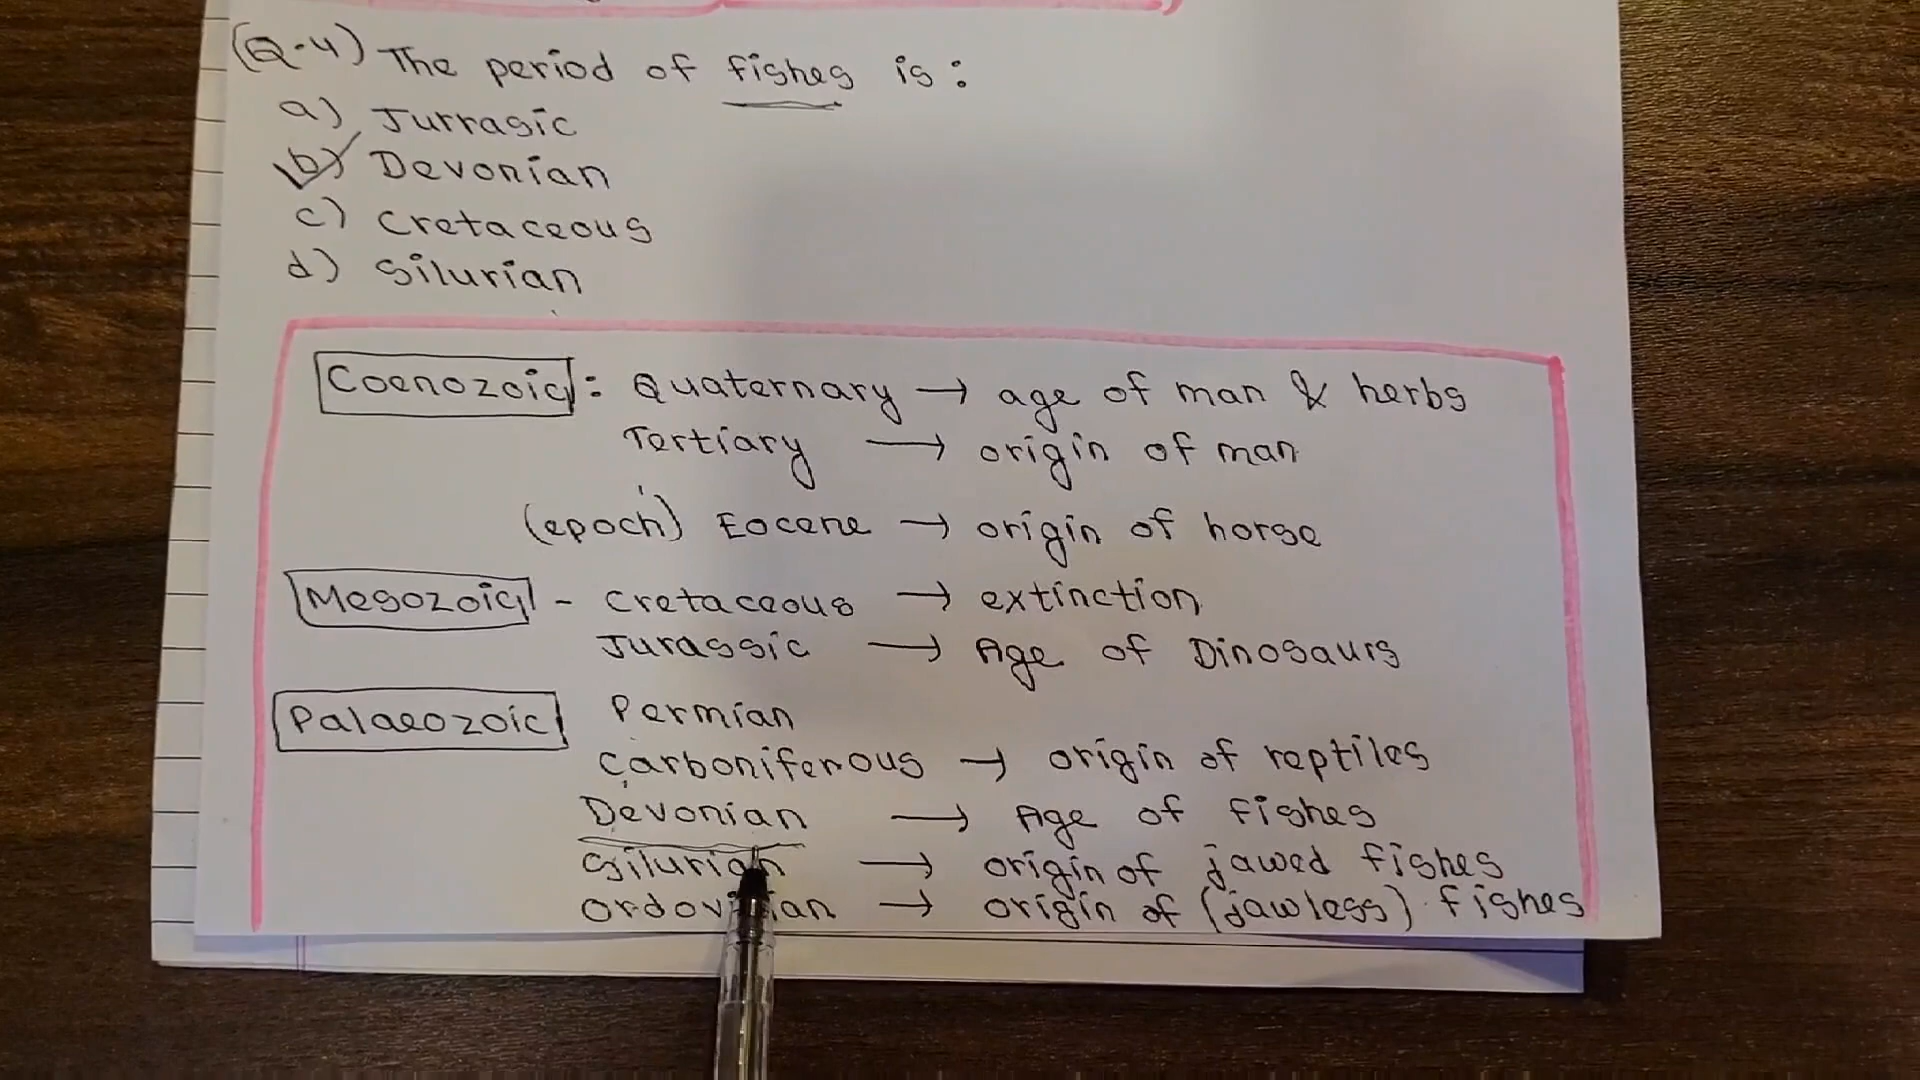 (Q-4) The period of fishes is:
a) Jurrasic
b) Devonian
c) Cretaceous
d) Silurian
Coenozoic: Quaternary → age of man & herbs
Tertiary → origin of man
(epoch) Eocene → origin of horse
Mesozoic - Cretaceous → extinction
Jurassic → Age of Dinosaurs
Palaeozoic Permian
Carboniferous → origin of reptiles
Devonian → Age of fishes
Silurian → origin of jawed fishes
→ origin of (jawless) fishes